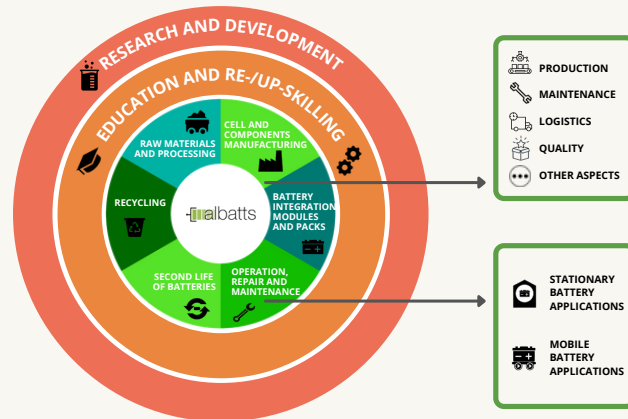 RESEARCH AND DEVELOPMENT
EDUCATION AND RE-/UP-SKILLING
RAW MATERIALS
AND PROCESSING
CELL AND
COMPONENTS
MANUFACTURING
RECYCLING
albatts
BATTERY
INTEGRATION
MODULES
AND PACKS
SECOND LIFE
OF BATTERIES
OPERATION,
REPAIR AND
MAINTENANCE
PRODUCTION
MAINTENANCE
LOGISTICS
QUALITY
OTHER ASPECTS
STATIONARY
BATTERY
APPLICATIONS
MOBILE
BATTERY
APPLICATIONS